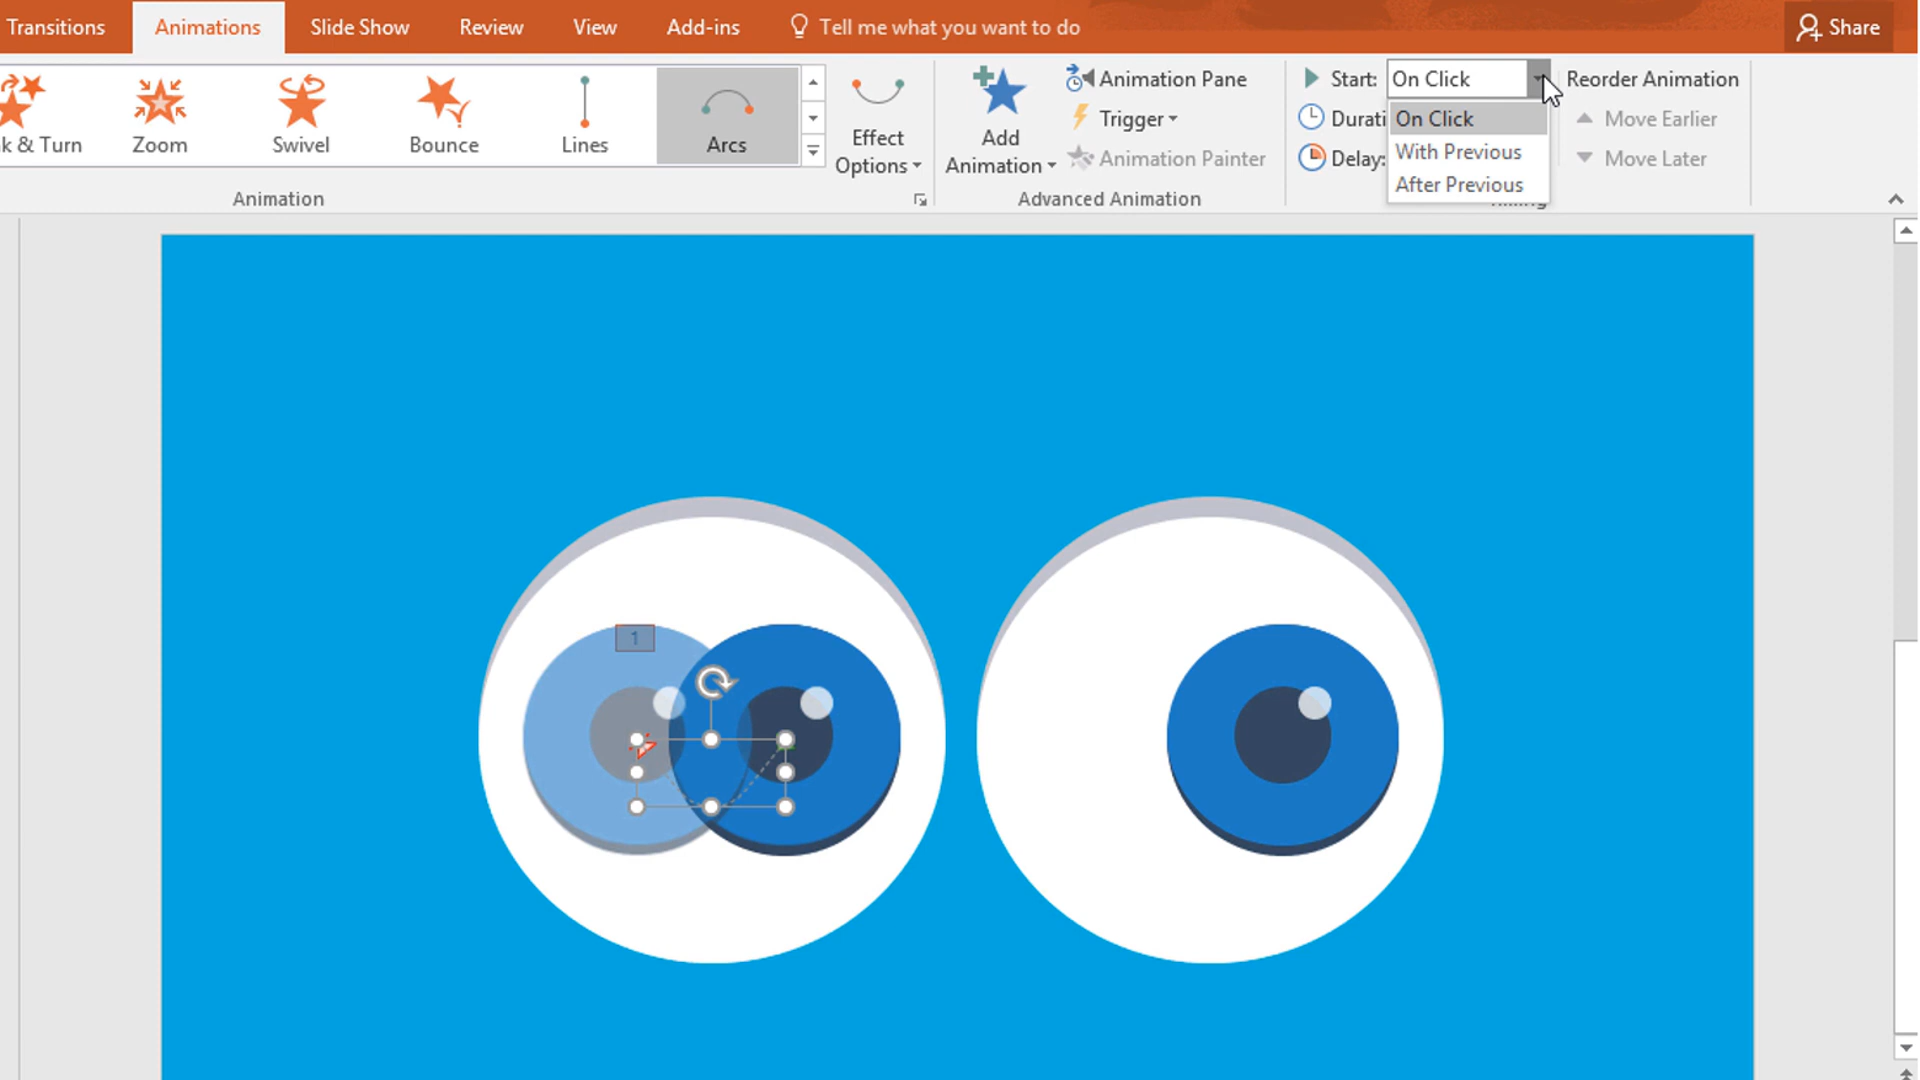 Transitions Animations Slide Show Review View Add-ins Tell me what you want to do Share
k & Turn Zoom Swivel Bounce Lines Arcs
Effect Options
Add Animation
Animation Pane
Trigger
Animation Painter
Start: On Click
Durati
Delay:
On Click
With Previous
After Previous
Reorder Animation
Move Earlier
Move Later
Animation Advanced Animation
1